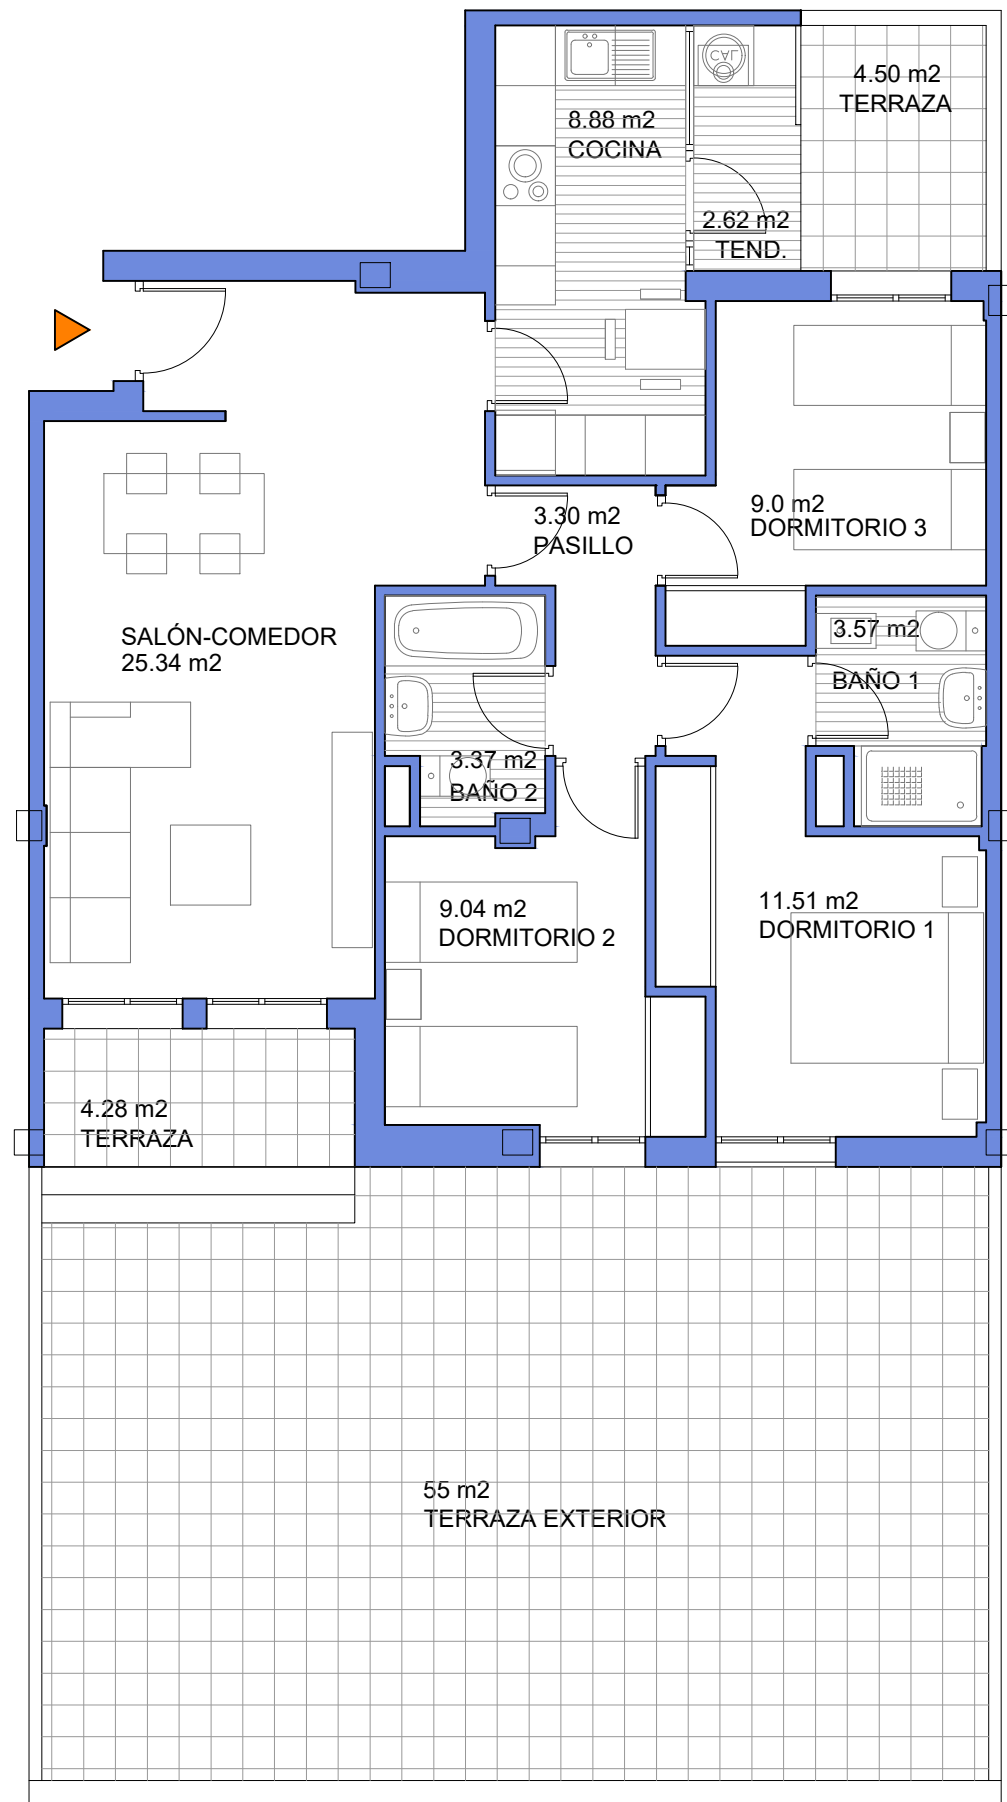 4.50 m2
TERRAZA
8.88 m2
COCINA
CAL
2.62 m2
TEND.
3.30 m2
PASILLO
9.0 m2
DORMITORIO 3
SALÓN-COMEDOR
25.34 m2
3.57 m2
BAÑO 1
3.37 m2
BAÑO 2
9.04 m2
DORMITORIO 2
11.51 m2
DORMITORIO 1
4.28 m2
TERRAZA
55 m2
TERRAZA EXTERIOR